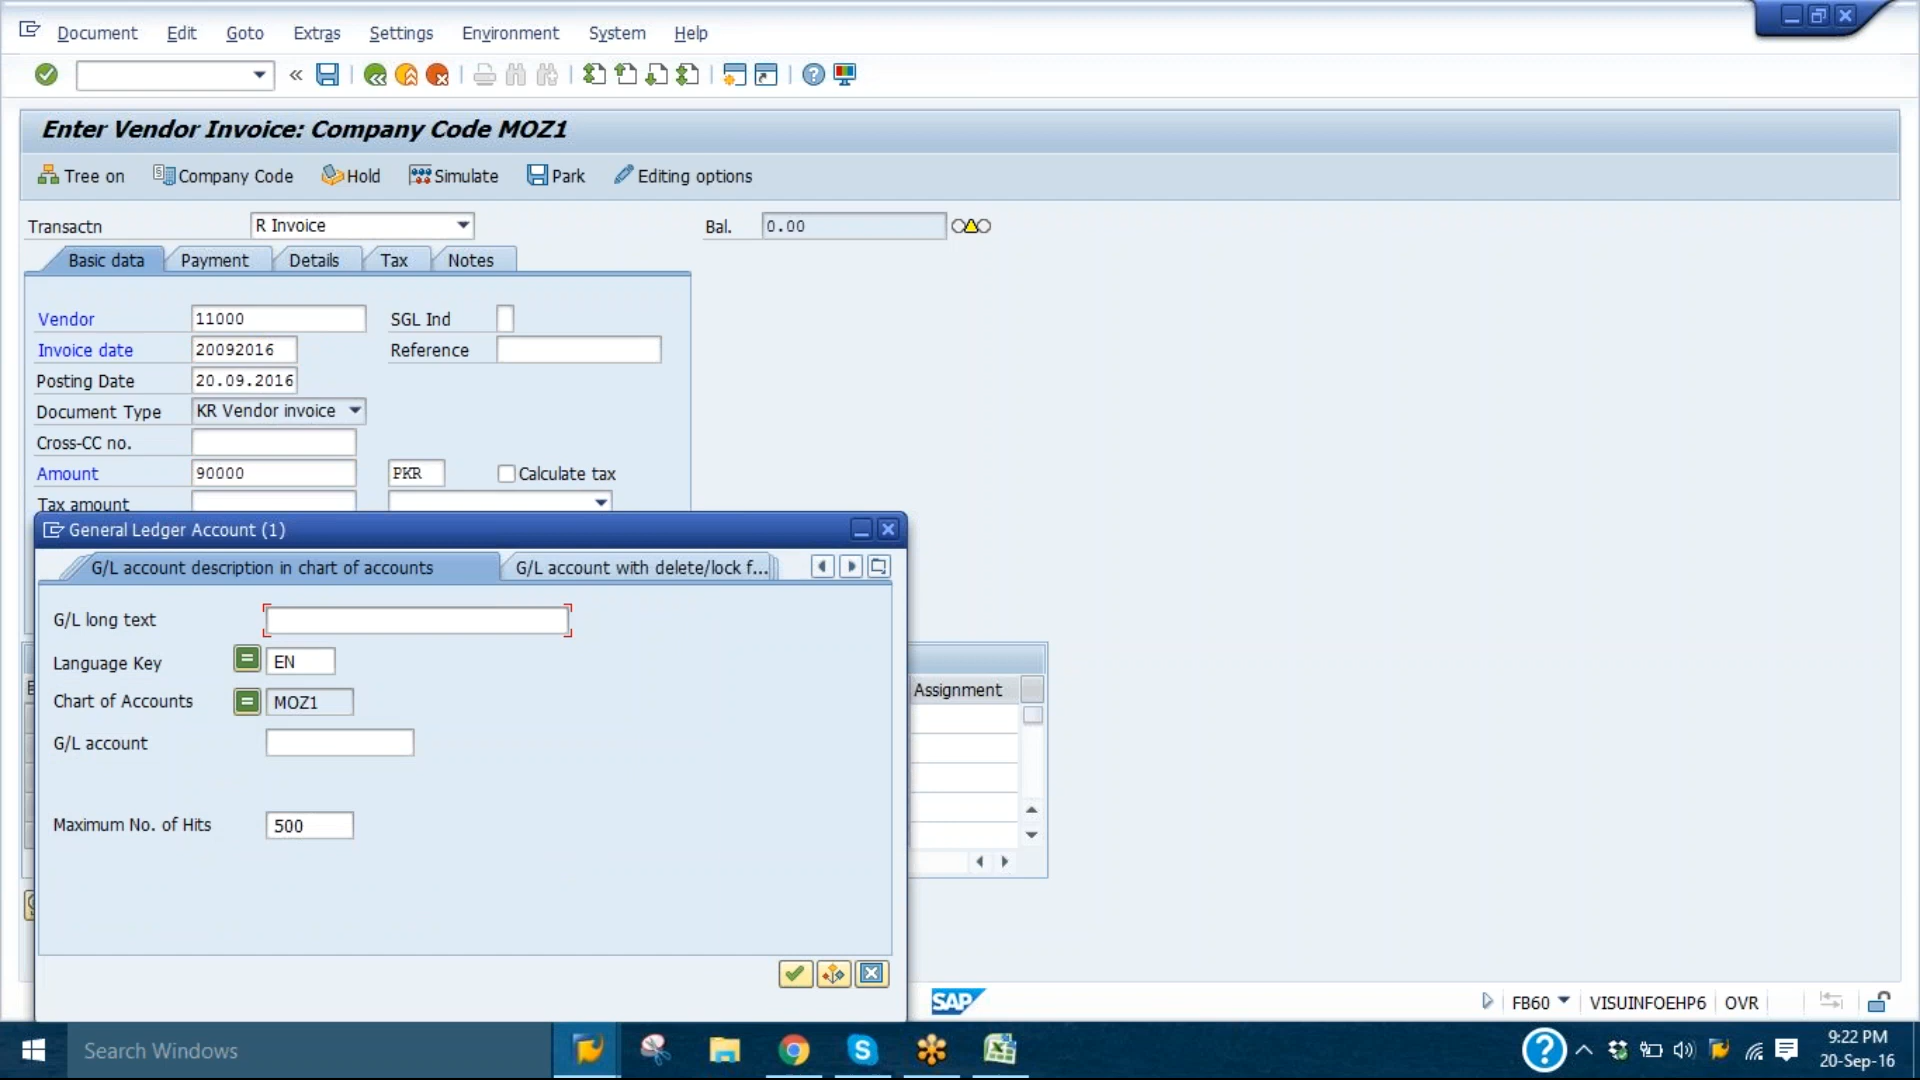 Document Edit Goto Extras Settings Environment System Help
Enter Vendor Invoice: Company Code MOZ1
Tree on Company Code Hold Simulate Park Editing options
Transactn R Invoice Bal. 0.00
Basic data Payment Details Tax Notes
Vendor 11000 SGL Ind
Invoice date 20092016 Reference
Posting Date 20.09.2016
Document Type KR Vendor invoice
Cross-CC no.
Amount 90000 PKR Calculate tax
Tax amount
General Ledger Account (1)
G/L account description in chart of accounts G/L account with delete/lock f...
G/L long text
Language Key = EN
Assignment
Chart of Accounts = MOZ1
G/L account
Maximum No. of Hits 500
SAP FB60 VISUINFOEHP6 OVR
Search Windows
9:22 PM
20-Sep-16